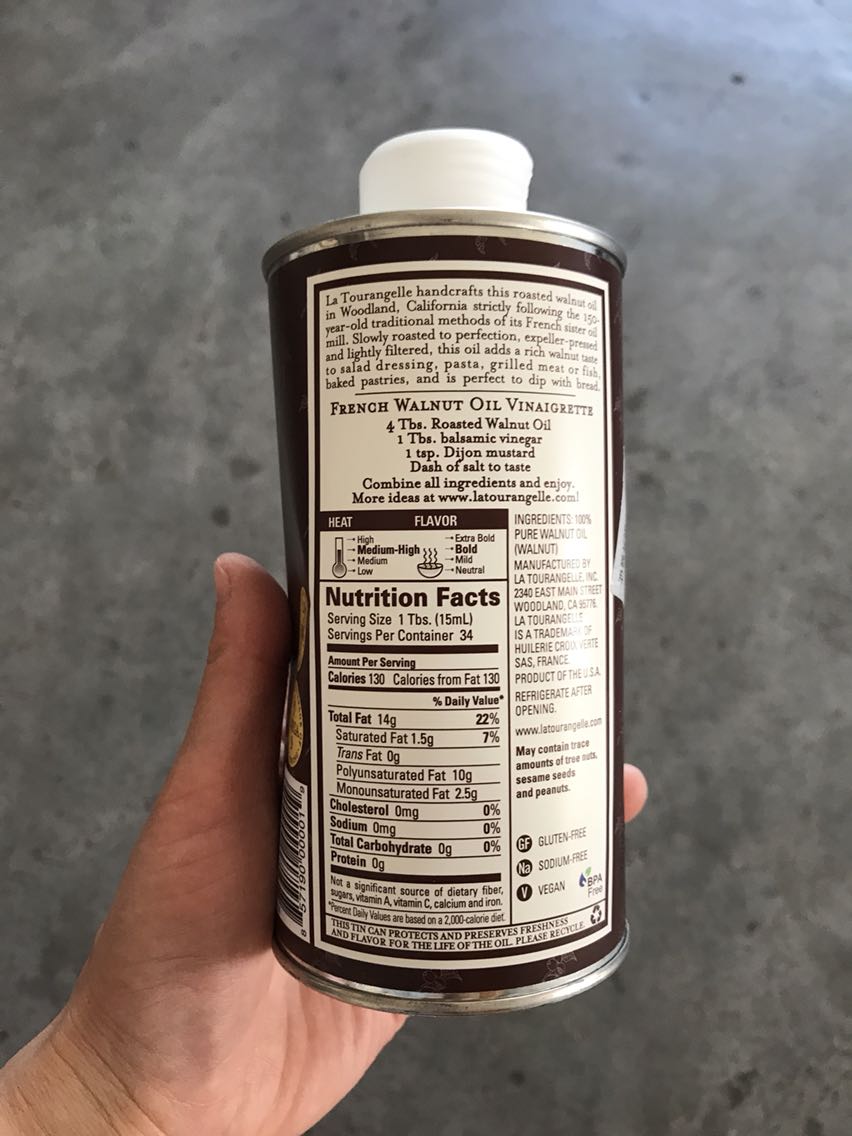 La Tourangelle handcrafts this roasted walnut oil
in Woodland, California strictly following the 150-
year-old traditional methods of its French sister oil
mill. Slowly roasted to perfection, expeller-pressed
and lightly filtered, this oil adds a rich walnut taste
to salad dressing, pasta, grilled meat or fish,
baked pastries, and is perfect to dip with bread.
FRENCH WALNUT OIL VINAIGRETTE
4 Tbs. Roasted Walnut Oil
1 Tbs. balsamic vinegar
1 tsp. Dijon mustard
Dash of salt to taste
Combine all ingredients and enjoy.
More ideas at www.latourangelle.com!
HEAT FLAVOR
High
Medium-High
Medium
Low
Extra Bold
Bold
Mild
Neutral
Nutrition Facts
Serving Size 1 Tbs. (15mL)
Servings Per Container 34
Amount Per Serving
Calories 130 Calories from Fat 130
% Daily Value*
Total Fat 14g 22%
Saturated Fat 1.5g 7%
Trans Fat 0g
Polyunsaturated Fat 10g
Monounsaturated Fat 2.5g
Cholesterol 0mg 0%
Sodium 0mg 0%
Total Carbohydrate 0g 0%
Protein 0g
Not a significant source of dietary fiber,
sugars, vitamin A, vitamin C, calcium and iron.
*Percent Daily Values are based on a 2,000-calorie diet.
INGREDIENTS: 100%
PURE WALNUT OIL
(WALNUT)
MANUFACTURED BY
LA TOURANGELLE, INC.
2340 EAST MAIN STREET
WOODLAND, CA 95776.
LA TOURANGELLE
IS A TRADEMARK OF
HUILERIE CROIX VERTE
SAS, FRANCE.
PRODUCT OF THE U.S.A.
REFRIGERATE AFTER
OPENING.
www.latourangelle.com
May contain trace
amounts of tree nuts,
sesame seeds
and peanuts.
GF GLUTEN-FREE
Na SODIUM-FREE
V VEGAN
BPA
Free
THIS TIN CAN PROTECTS AND PRESERVES FRESHNESS
AND FLAVOR FOR THE LIFE OF THE OIL. PLEASE RECYCLE.
8 57190 00001 9